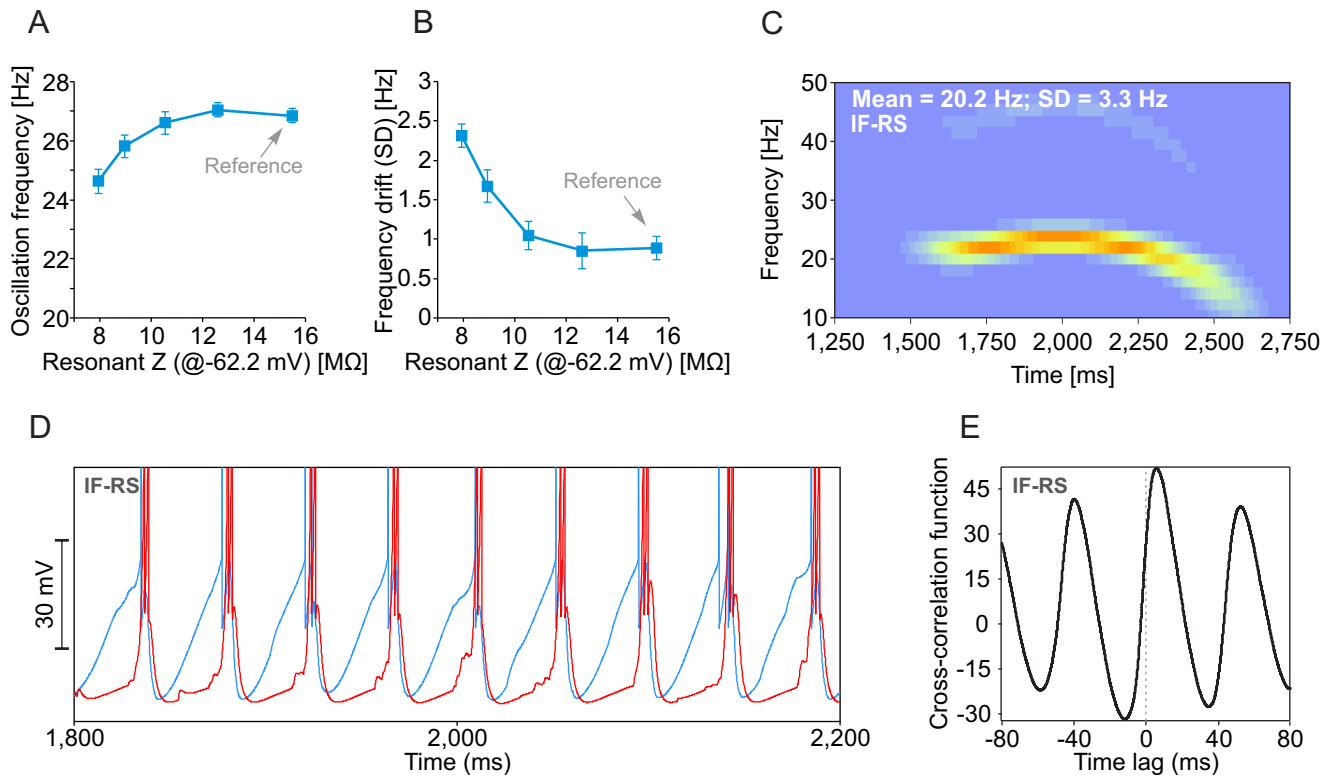 A
Oscillation frequency [Hz]
28
27
26
25
24
23
22
21
20
8
10
12
14
16
Resonant Z (@-62.2 mV) [MΩ]
Reference
B
Frequency drift (SD) [Hz]
3
2.5
2
1.5
1
0.5
0
8
10
12
14
16
Resonant Z (@-62.2 mV) [MΩ]
Reference
C
Mean = 20.2 Hz; SD = 3.3 Hz
IF-RS
Frequency [Hz]
50
40
30
20
10
1,250
1,500
1,750
2,000
2,250
2,500
2,750
Time [ms]
D
IF-RS
30 mV
1,800
2,000
2,200
Time (ms)
E
IF-RS
Cross-correlation function
45
30
15
0
-15
-30
-80
-40
0
40
80
Time lag (ms)